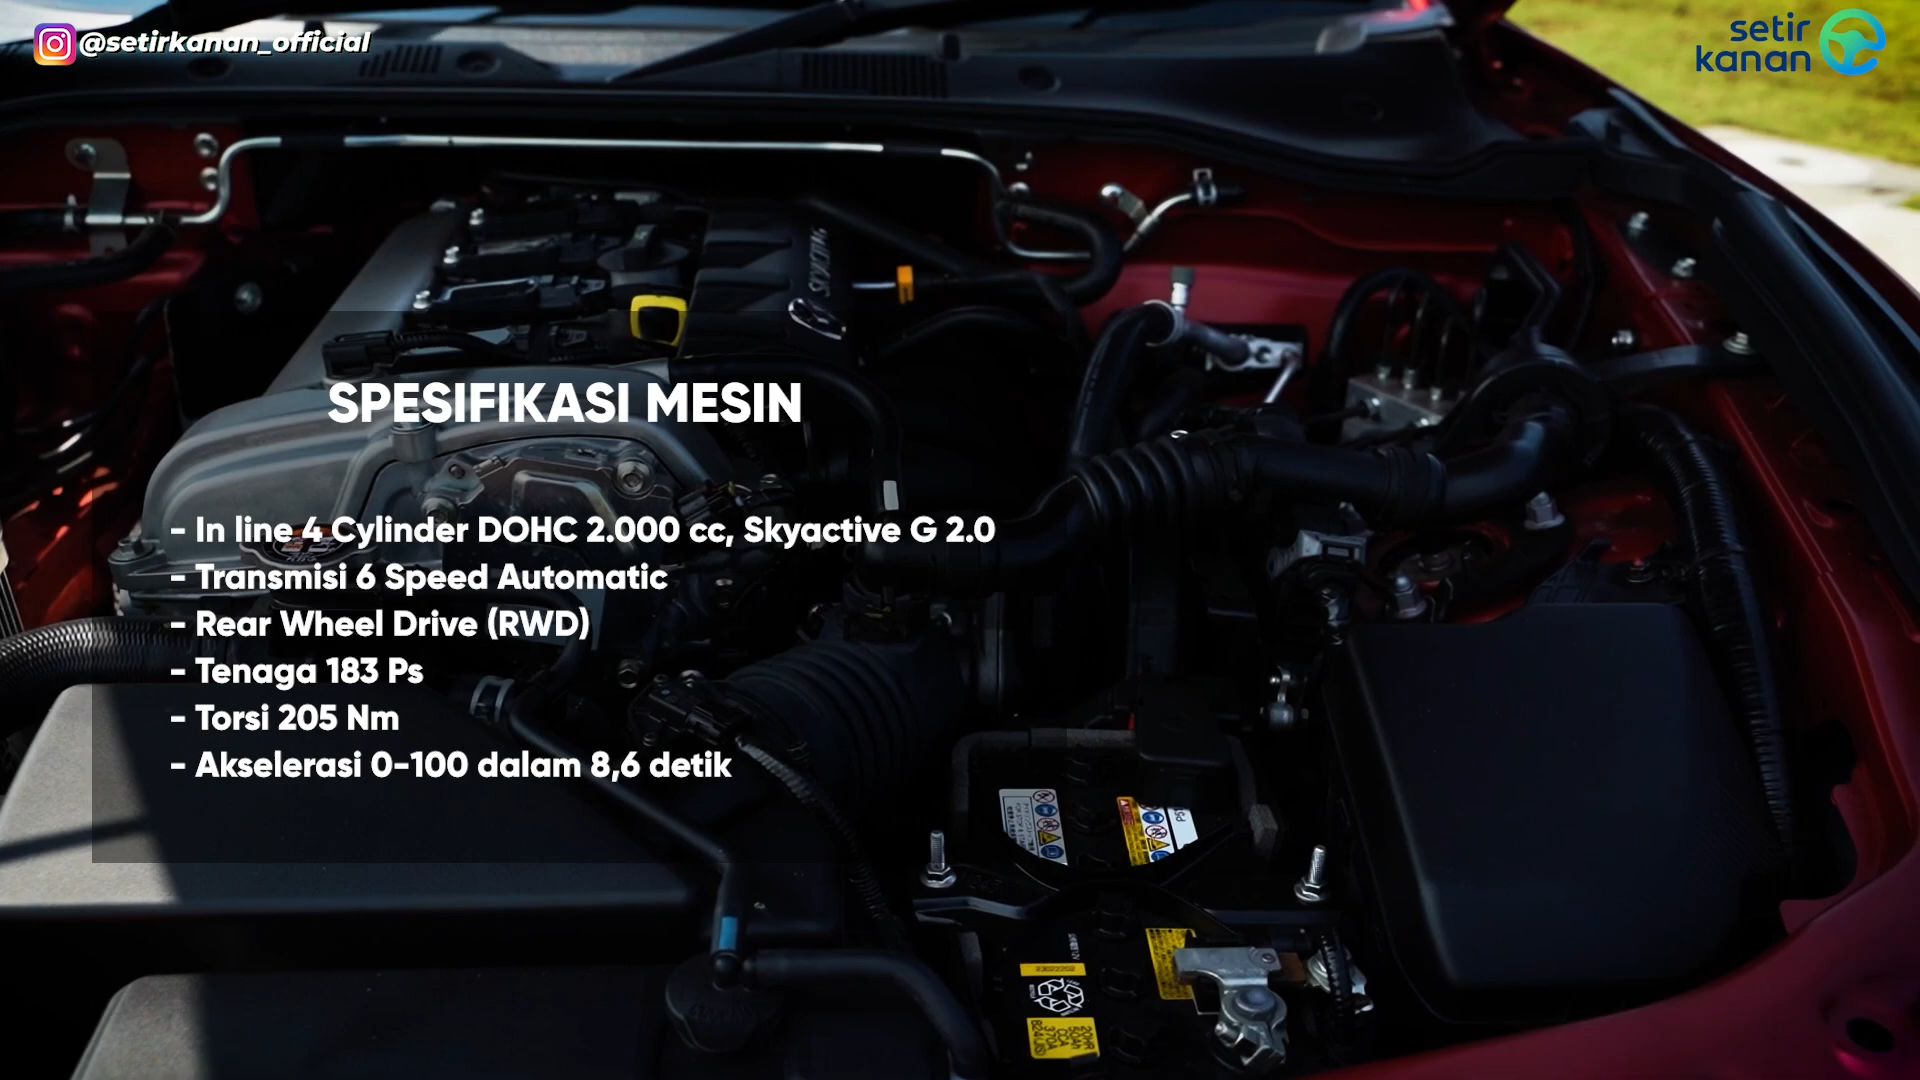 @setirkanan_official
setir
kanan
SKYACTIV
SPESIFIKASI MESIN
- In line 4 Cylinder DOHC 2.000 cc, Skyactive G 2.0
- Transmisi 6 Speed Automatic
- Rear Wheel Drive (RWD)
- Tenaga 183 Ps
- Torsi 205 Nm
- Akselerasi 0-100 dalam 8,6 detik